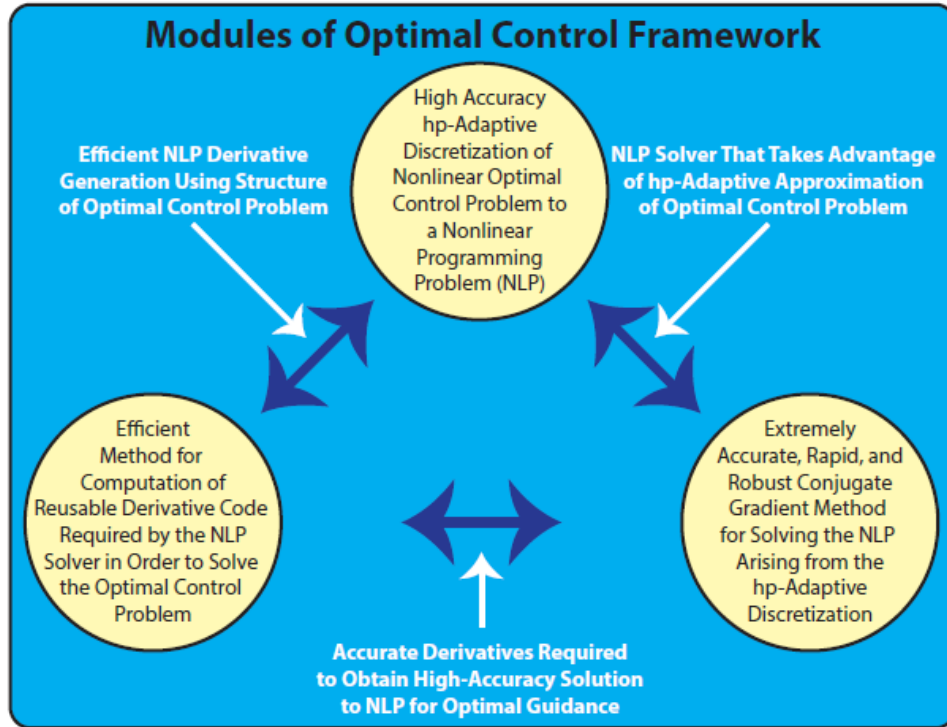 Modules of Optimal Control Framework
High Accuracy
hp-Adaptive
Discretization of
Nonlinear Optimal
Control Problem to
a Nonlinear
Programming
Problem (NLP)
Efficient NLP Derivative
Generation Using Structure
of Optimal Control Problem
NLP Solver That Takes Advantage
of hp-Adaptive Approximation
of Optimal Control Problem
Efficient
Method for
Computation of
Reusable Derivative Code
Required by the NLP
Solver in Order to Solve
the Optimal Control
Problem
Extremely
Accurate, Rapid, and
Robust Conjugate
Gradient Method
for Solving the NLP
Arising from the
hp-Adaptive
Discretization
Accurate Derivatives Required
to Obtain High-Accuracy Solution
to NLP for Optimal Guidance